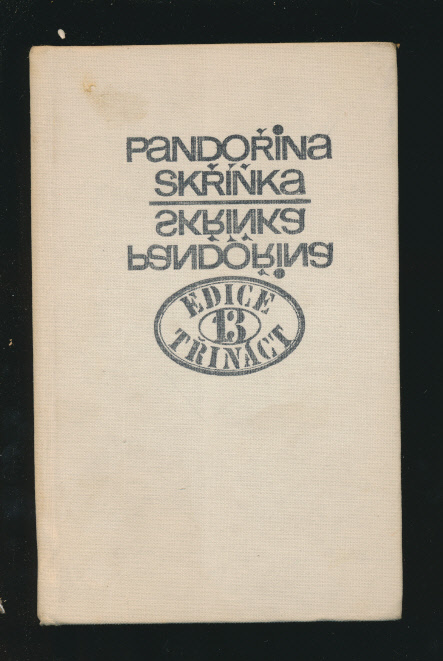 PANDOŘINA
SKŘÍŇKA
SKŘÍŇKA
PANDOŘINA
EDICE
13
TŘINÁCT